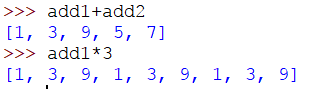 >>> add1+add2
[1, 3, 9, 5, 7]
>>> add1*3
[1, 3, 9, 1, 3, 9, 1, 3, 9]